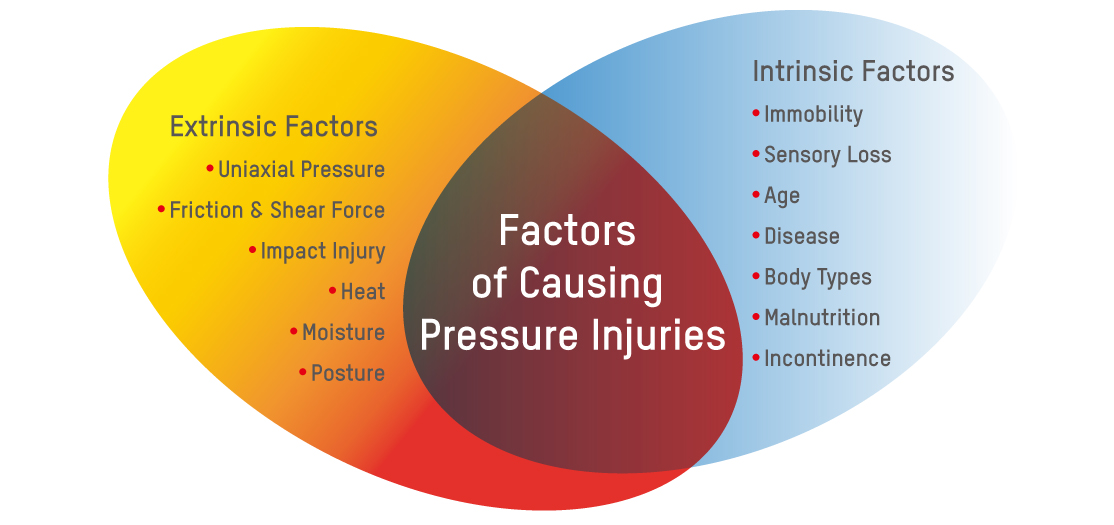 Extrinsic Factors
• Uniaxial Pressure
• Friction & Shear Force
• Impact Injury
• Heat
• Moisture
• Posture
Factors
of Causing
Pressure Injuries
Intrinsic Factors
• Immobility
• Sensory Loss
• Age
• Disease
• Body Types
• Malnutrition
• Incontinence